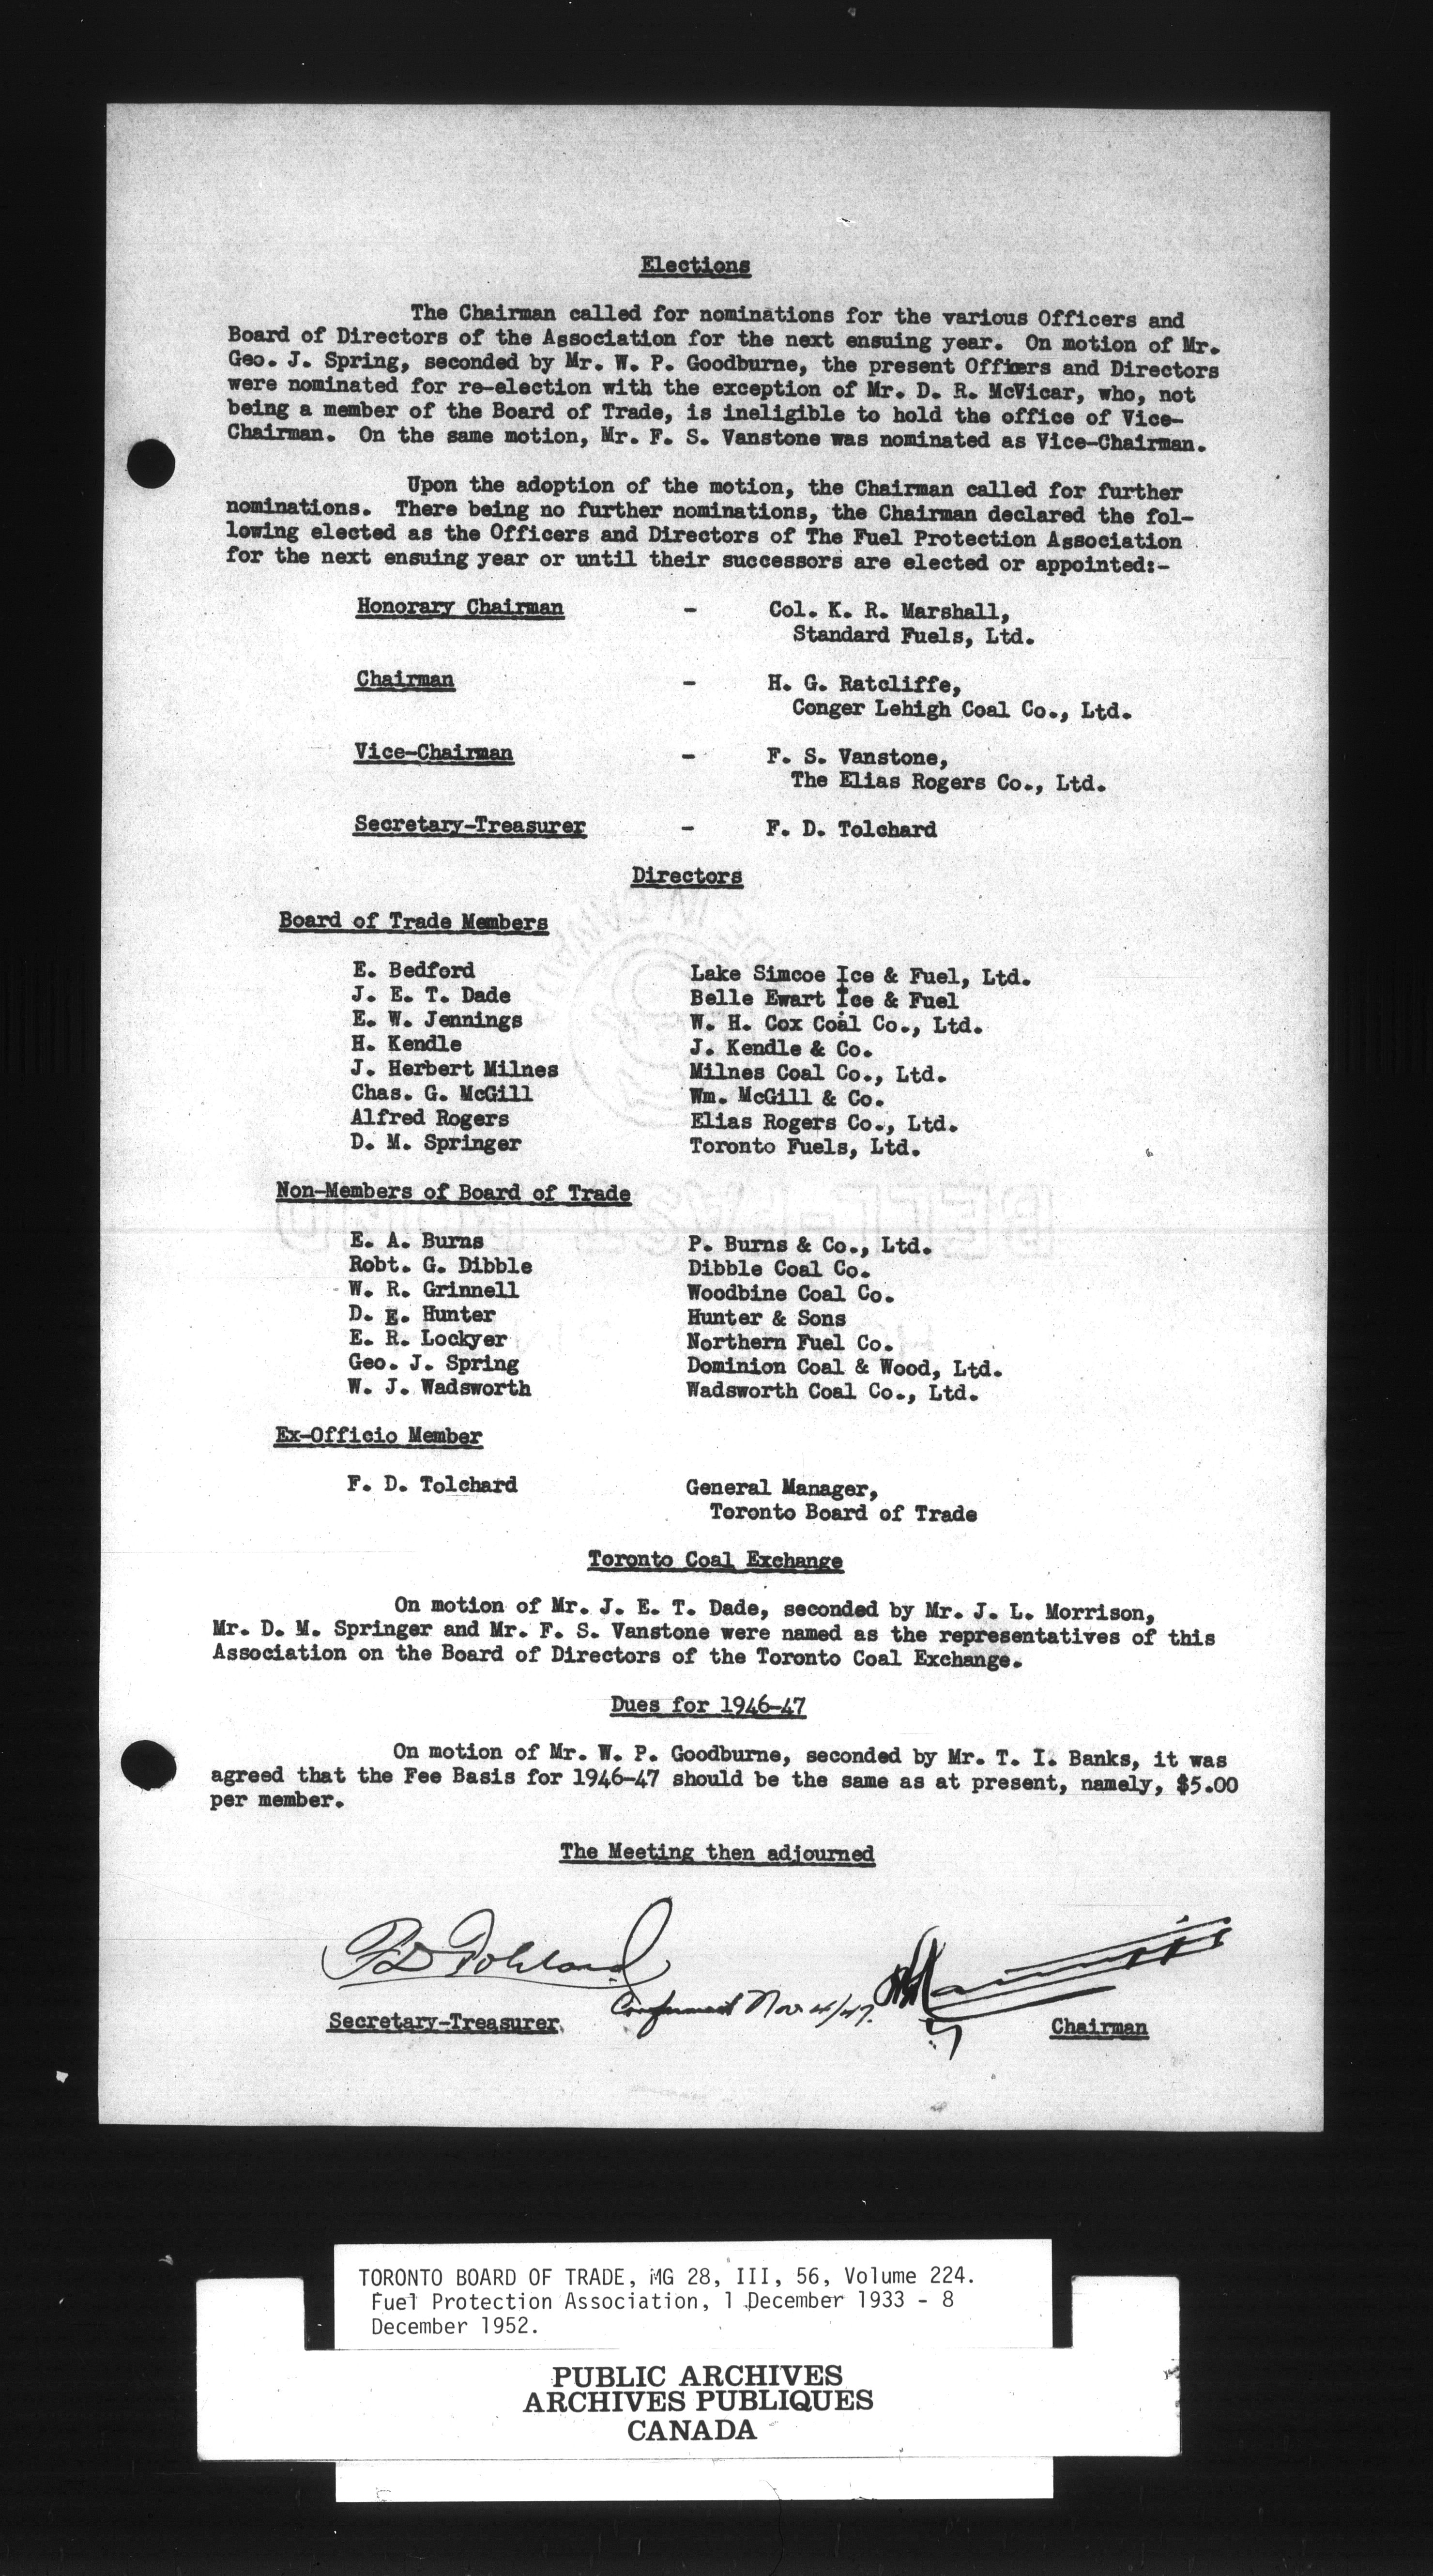 Elections
The Chairman called for nominations for the various Officers and
Board of Directors of the Association for the next ensuing year. On motion of Mr.
Geo. J. Spring, seconded by Mr. W. P. Goodburne, the present Officers and Directors
were nominated for re-election with the exception of Mr. D. R. McVicar, who, not
being a member of the Board of Trade, is ineligible to hold the office of Vice-
Chairman. On the same motion, Mr. F. S. Vanstone was nominated as Vice-Chairman.
Upon the adoption of the motion, the Chairman called for further
nominations. There being no further nominations, the Chairman declared the fol-
lowing elected as the Officers and Directors of The Fuel Protection Association
for the next ensuing year or until their successors are elected or appointed:-
Honorary Chairman - Col. K. R. Marshall,
Standard Fuels, Ltd.
Chairman - H. G. Ratcliffe,
Conger Lehigh Coal Co., Ltd.
Vice-Chairman - F. S. Vanstone,
The Elias Rogers Co., Ltd.
Secretary-Treasurer - F. D. Tolchard
Directors
Board of Trade Members
E. Bedford Lake Simcoe Ice & Fuel, Ltd.
J. E. T. Dade Belle Ewart Ice & Fuel
E. W. Jennings W. H. Cox Coal Co., Ltd.
H. Kendle J. Kendle & Co.
J. Herbert Milnes Milnes Coal Co., Ltd.
Chas. G. McGill Wm. McGill & Co.
Alfred Rogers Elias Rogers Co., Ltd.
D. M. Springer Toronto Fuels, Ltd.
Non-Members of Board of Trade
E. A. Burns P. Burns & Co., Ltd.
Robt. G. Dibble Dibble Coal Co.
W. R. Grinnell Woodbine Coal Co.
D. E. Hunter Hunter & Sons
E. R. Lockyer Northern Fuel Co.
Geo. J. Spring Dominion Coal & Wood, Ltd.
W. J. Wadsworth Wadsworth Coal Co., Ltd.
Ex-Officio Member
F. D. Tolchard General Manager,
Toronto Board of Trade
Toronto Coal Exchange
On motion of Mr. J. E. T. Dade, seconded by Mr. J. L. Morrison,
Mr. D. M. Springer and Mr. F. S. Vanstone were named as the representatives of this
Association on the Board of Directors of the Toronto Coal Exchange.
Dues for 1946-47
On motion of Mr. W. P. Goodburne, seconded by Mr. T. I. Banks, it was
agreed that the Fee Basis for 1946-47 should be the same as at present, namely, $5.00
per member.
The Meeting then adjourned
F D Tolchard
Confirmed Nov 4/47.
Secretary-Treasurer Chairman
TORONTO BOARD OF TRADE, MG 28, III, 56, Volume 224.
Fuel Protection Association, 1 December 1933 - 8
December 1952.
PUBLIC ARCHIVES
ARCHIVES PUBLIQUES
CANADA